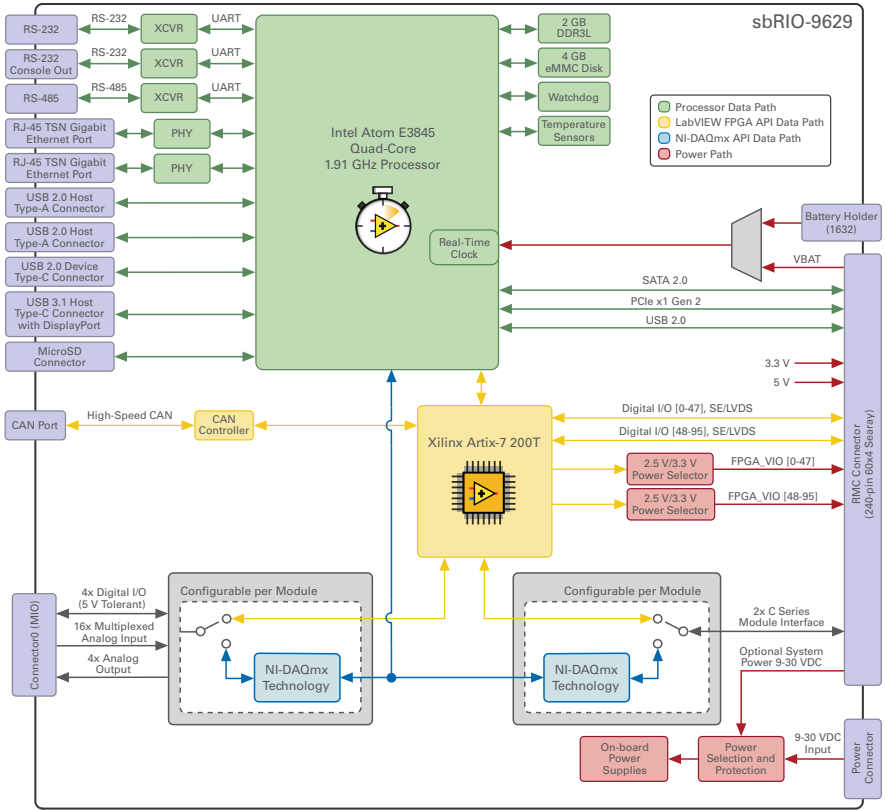 sbRIO-9629
RS-232
RS-232
XCVR
UART
RS-232
Console Out
RS-232
XCVR
UART
RS-485
RS-485
XCVR
UART
RJ-45 TSN Gigabit
Ethernet Port
PHY
RJ-45 TSN Gigabit
Ethernet Port
PHY
USB 2.0 Host
Type-A Connector
USB 2.0 Host
Type-A Connector
USB 2.0 Device
Type-C Connector
USB 3.1 Host
Type-C Connector
with DisplayPort
MicroSD
Connector
Intel Atom E3845
Quad-Core
1.91 GHz Processor
Real-Time
Clock
2 GB
DDR3L
4 GB
eMMC Disk
Watchdog
Temperature
Sensors
Processor Data Path
LabVIEW FPGA API Data Path
NI-DAQmx API Data Path
Power Path
Battery Holder
(1632)
VBAT
SATA 2.0
PCIe x1 Gen 2
USB 2.0
3.3 V
5 V
RMC Connector
(240-pin 60x4 Searay)
CAN Port
High-Speed CAN
CAN
Controller
Xilinx Artix-7 200T
Digital I/O [0-47], SE/LVDS
Digital I/O [48-95], SE/LVDS
2.5 V/3.3 V
Power Selector
FPGA_VIO [0-47]
2.5 V/3.3 V
Power Selector
FPGA_VIO [48-95]
Connector0 (MIO)
4x Digital I/O
(5 V Tolerant)
16x Multiplexed
Analog Input
4x Analog
Output
Configurable per Module
NI-DAQmx
Technology
Configurable per Module
NI-DAQmx
Technology
2x C Series
Module Interface
Optional System
Power 9-30 VDC
On-board
Power
Supplies
Power
Selection and
Protection
9-30 VDC
Input
Power
Connector